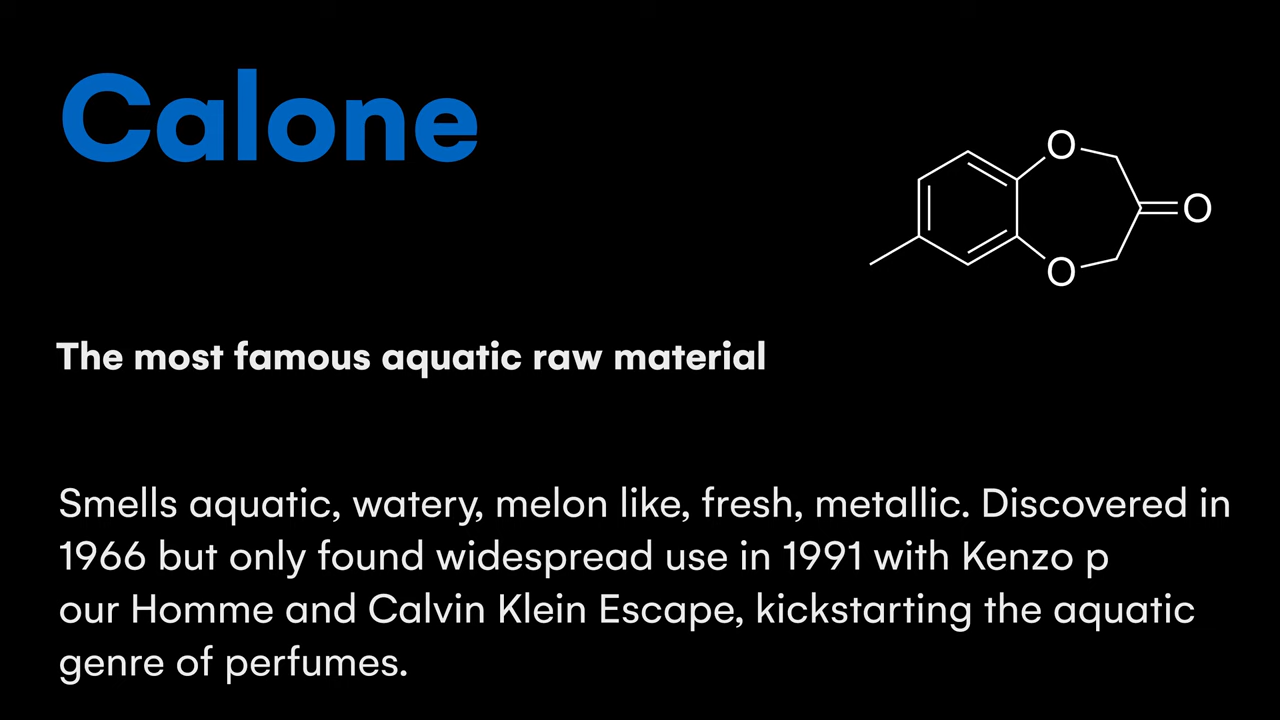 Calone
O
O
O
The most famous aquatic raw material
Smells aquatic, watery, melon like, fresh, metallic. Discovered in
1966 but only found widespread use in 1991 with Kenzo p
our Homme and Calvin Klein Escape, kickstarting the aquatic
genre of perfumes.